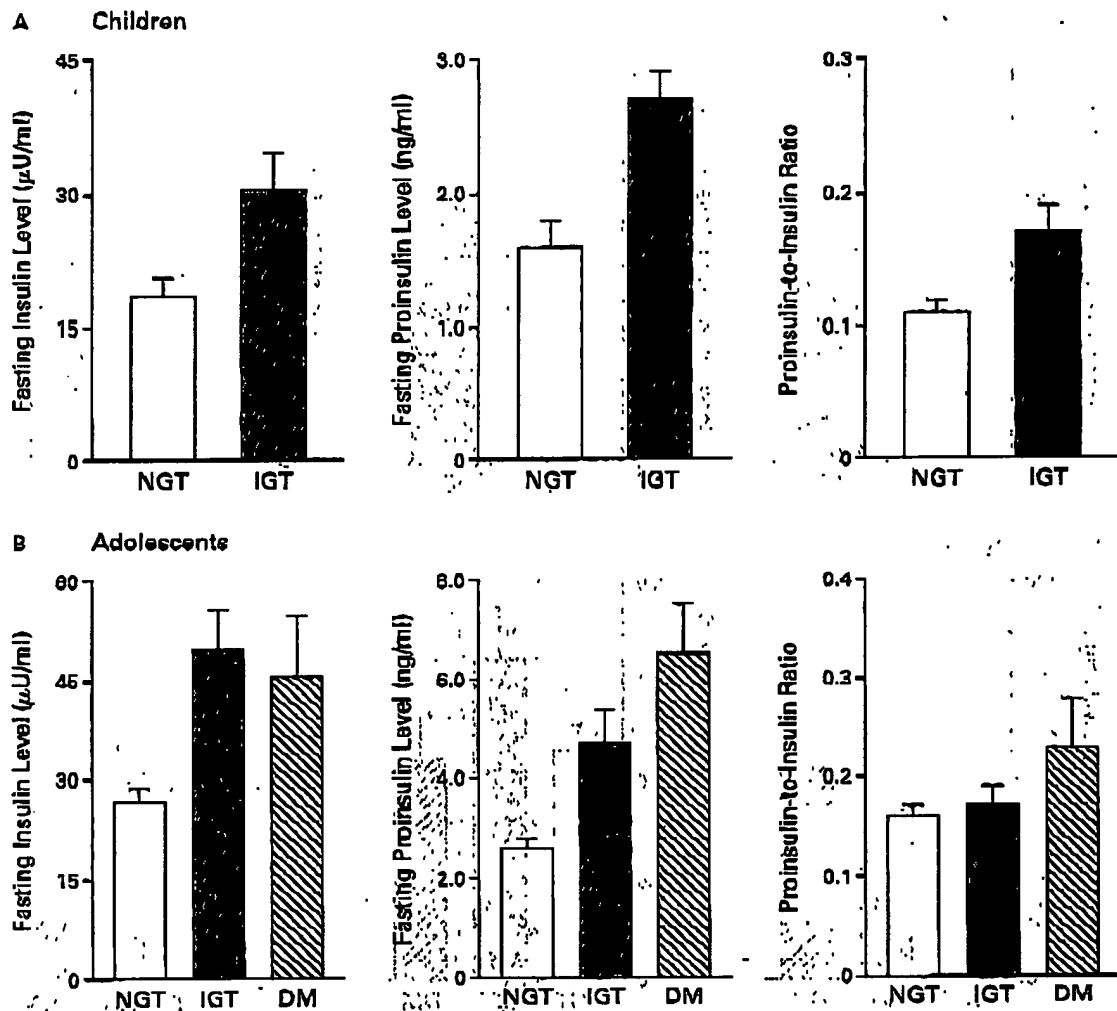 A Children
Fasting Insulin Level (μU/ml)
45
30
15
0
NGT IGT
Fasting Proinsulin Level (ng/ml)
3.0
2.0
1.0
0
NGT IGT
Proinsulin-to-Insulin Ratio
0.3
0.2
0.1
0
NGT IGT
B Adolescents
Fasting Insulin Level (μU/ml)
60
45
30
15
0
NGT IGT DM
Fasting Proinsulin Level (ng/ml)
8.0
6.0
4.0
2.0
0
NGT IGT DM
Proinsulin-to-Insulin Ratio
0.4
0.3
0.2
0.1
0
NGT IGT DM